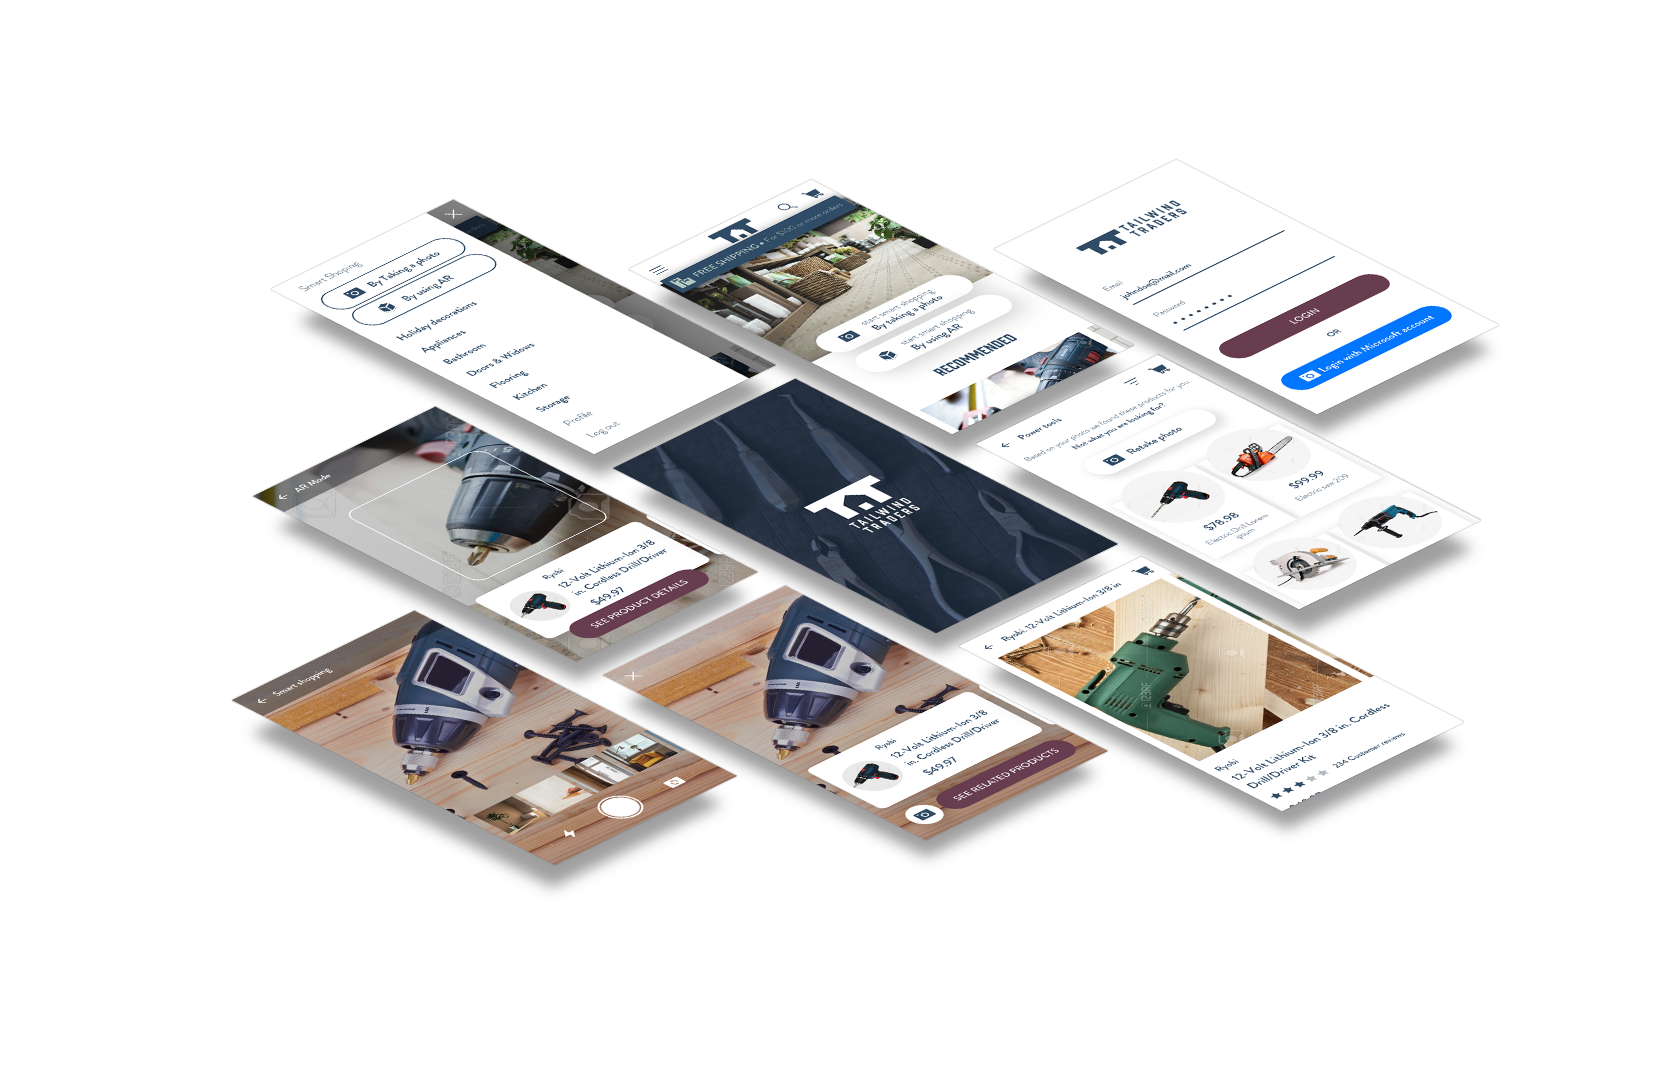 Smart Shoping
By Taking a photo
By using AR
Holiday decorations
Appliances
Bathroom
Doors & Widows
Flooring
Kitchen
Storage
Profile
Log out
FREE SHIPPING • For $100 or more orders
start smart shopping
By taking a photo
start smart shopping
By using AR
RECOMMENDED
TAILWIND
TRADERS
Email
johndoe@mail.com
Password
LOGIN
OR
Login with Microsoft account
AR Mode
Ryobi
12-Volt Lithium-Ion 3/8
in. Cordless Drill/Driver
$49.97
SEE PRODUCT DETAILS
TAILWIND
TRADERS
Power tools
Based on your photo we found these products for you.
Not what you are looking for?
Retake photo
$78.98
Electric Drill Lorem
ipsum
$99.99
Electric saw 209
Smart shopping
Ryobi
12-Volt Lithium-Ion 3/8
in. Cordless Drill/Driver
$49.97
SEE RELATED PRODUCTS
Ryobi. 12-Volt Lithium-Ion 3/8 in
Ryobi
12-Volt Lithium-Ion 3/8 in. Cordless
Drill/Driver Kit
234 Customer reviews